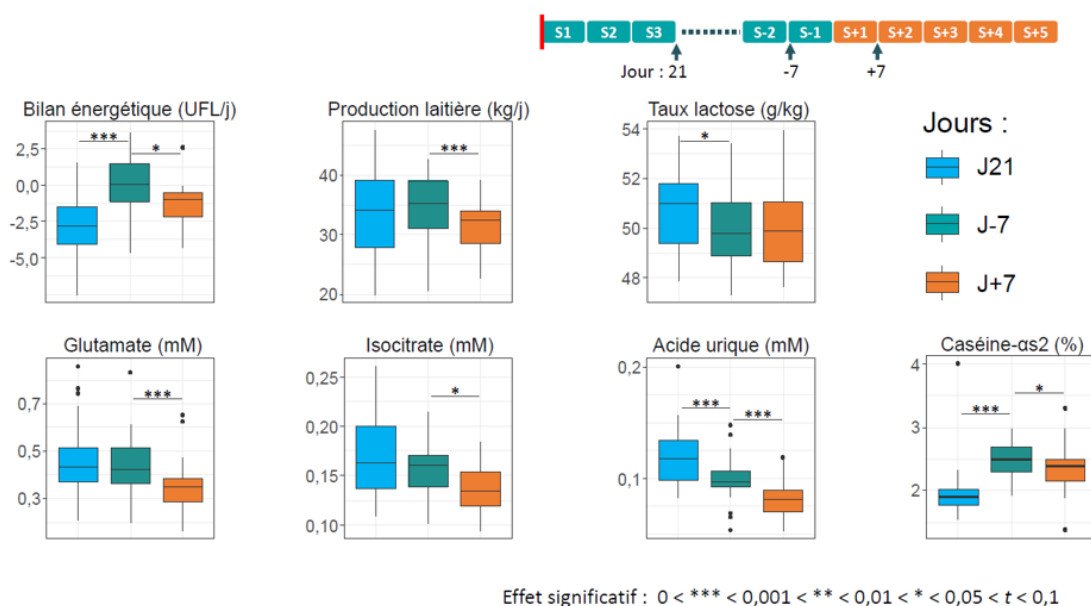 S1 S2 S3 S-2 S-1 S+1 S+2 S+3 S+4 S+5
Jour : 21 -7 +7
Bilan énergétique (UFL/j)
2,5
0,0
-2,5
-5,0
***
*
Production laitière (kg/j)
40
30
20
***
Taux lactose (g/kg)
54
52
50
48
*
Jours :
J21
J-7
J+7
Glutamate (mM)
0,7
0,5
0,3
***
Isocitrate (mM)
0,25
0,20
0,15
0,10
*
Acide urique (mM)
0,2
0,1
***
***
Caséine-αs2 (%)
4
3
2
***
*
Effet significatif : 0 < *** < 0,001 < ** < 0,01 < * < 0,05 < t < 0,1